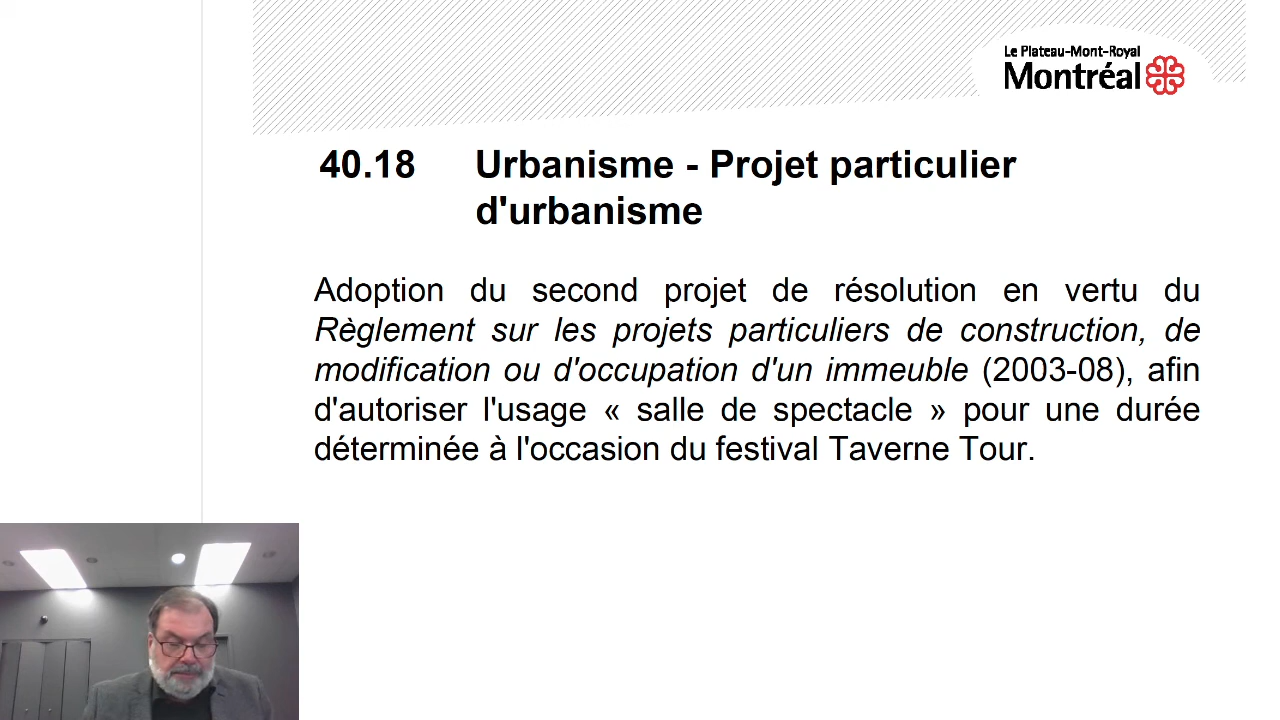 Le Plateau-Mont-Royal
Montréal
40.18 Urbanisme - Projet particulier
d'urbanisme
Adoption du second projet de résolution en vertu du
Règlement sur les projets particuliers de construction, de
modification ou d'occupation d'un immeuble (2003-08), afin
d'autoriser l'usage « salle de spectacle » pour une durée
déterminée à l'occasion du festival Taverne Tour.